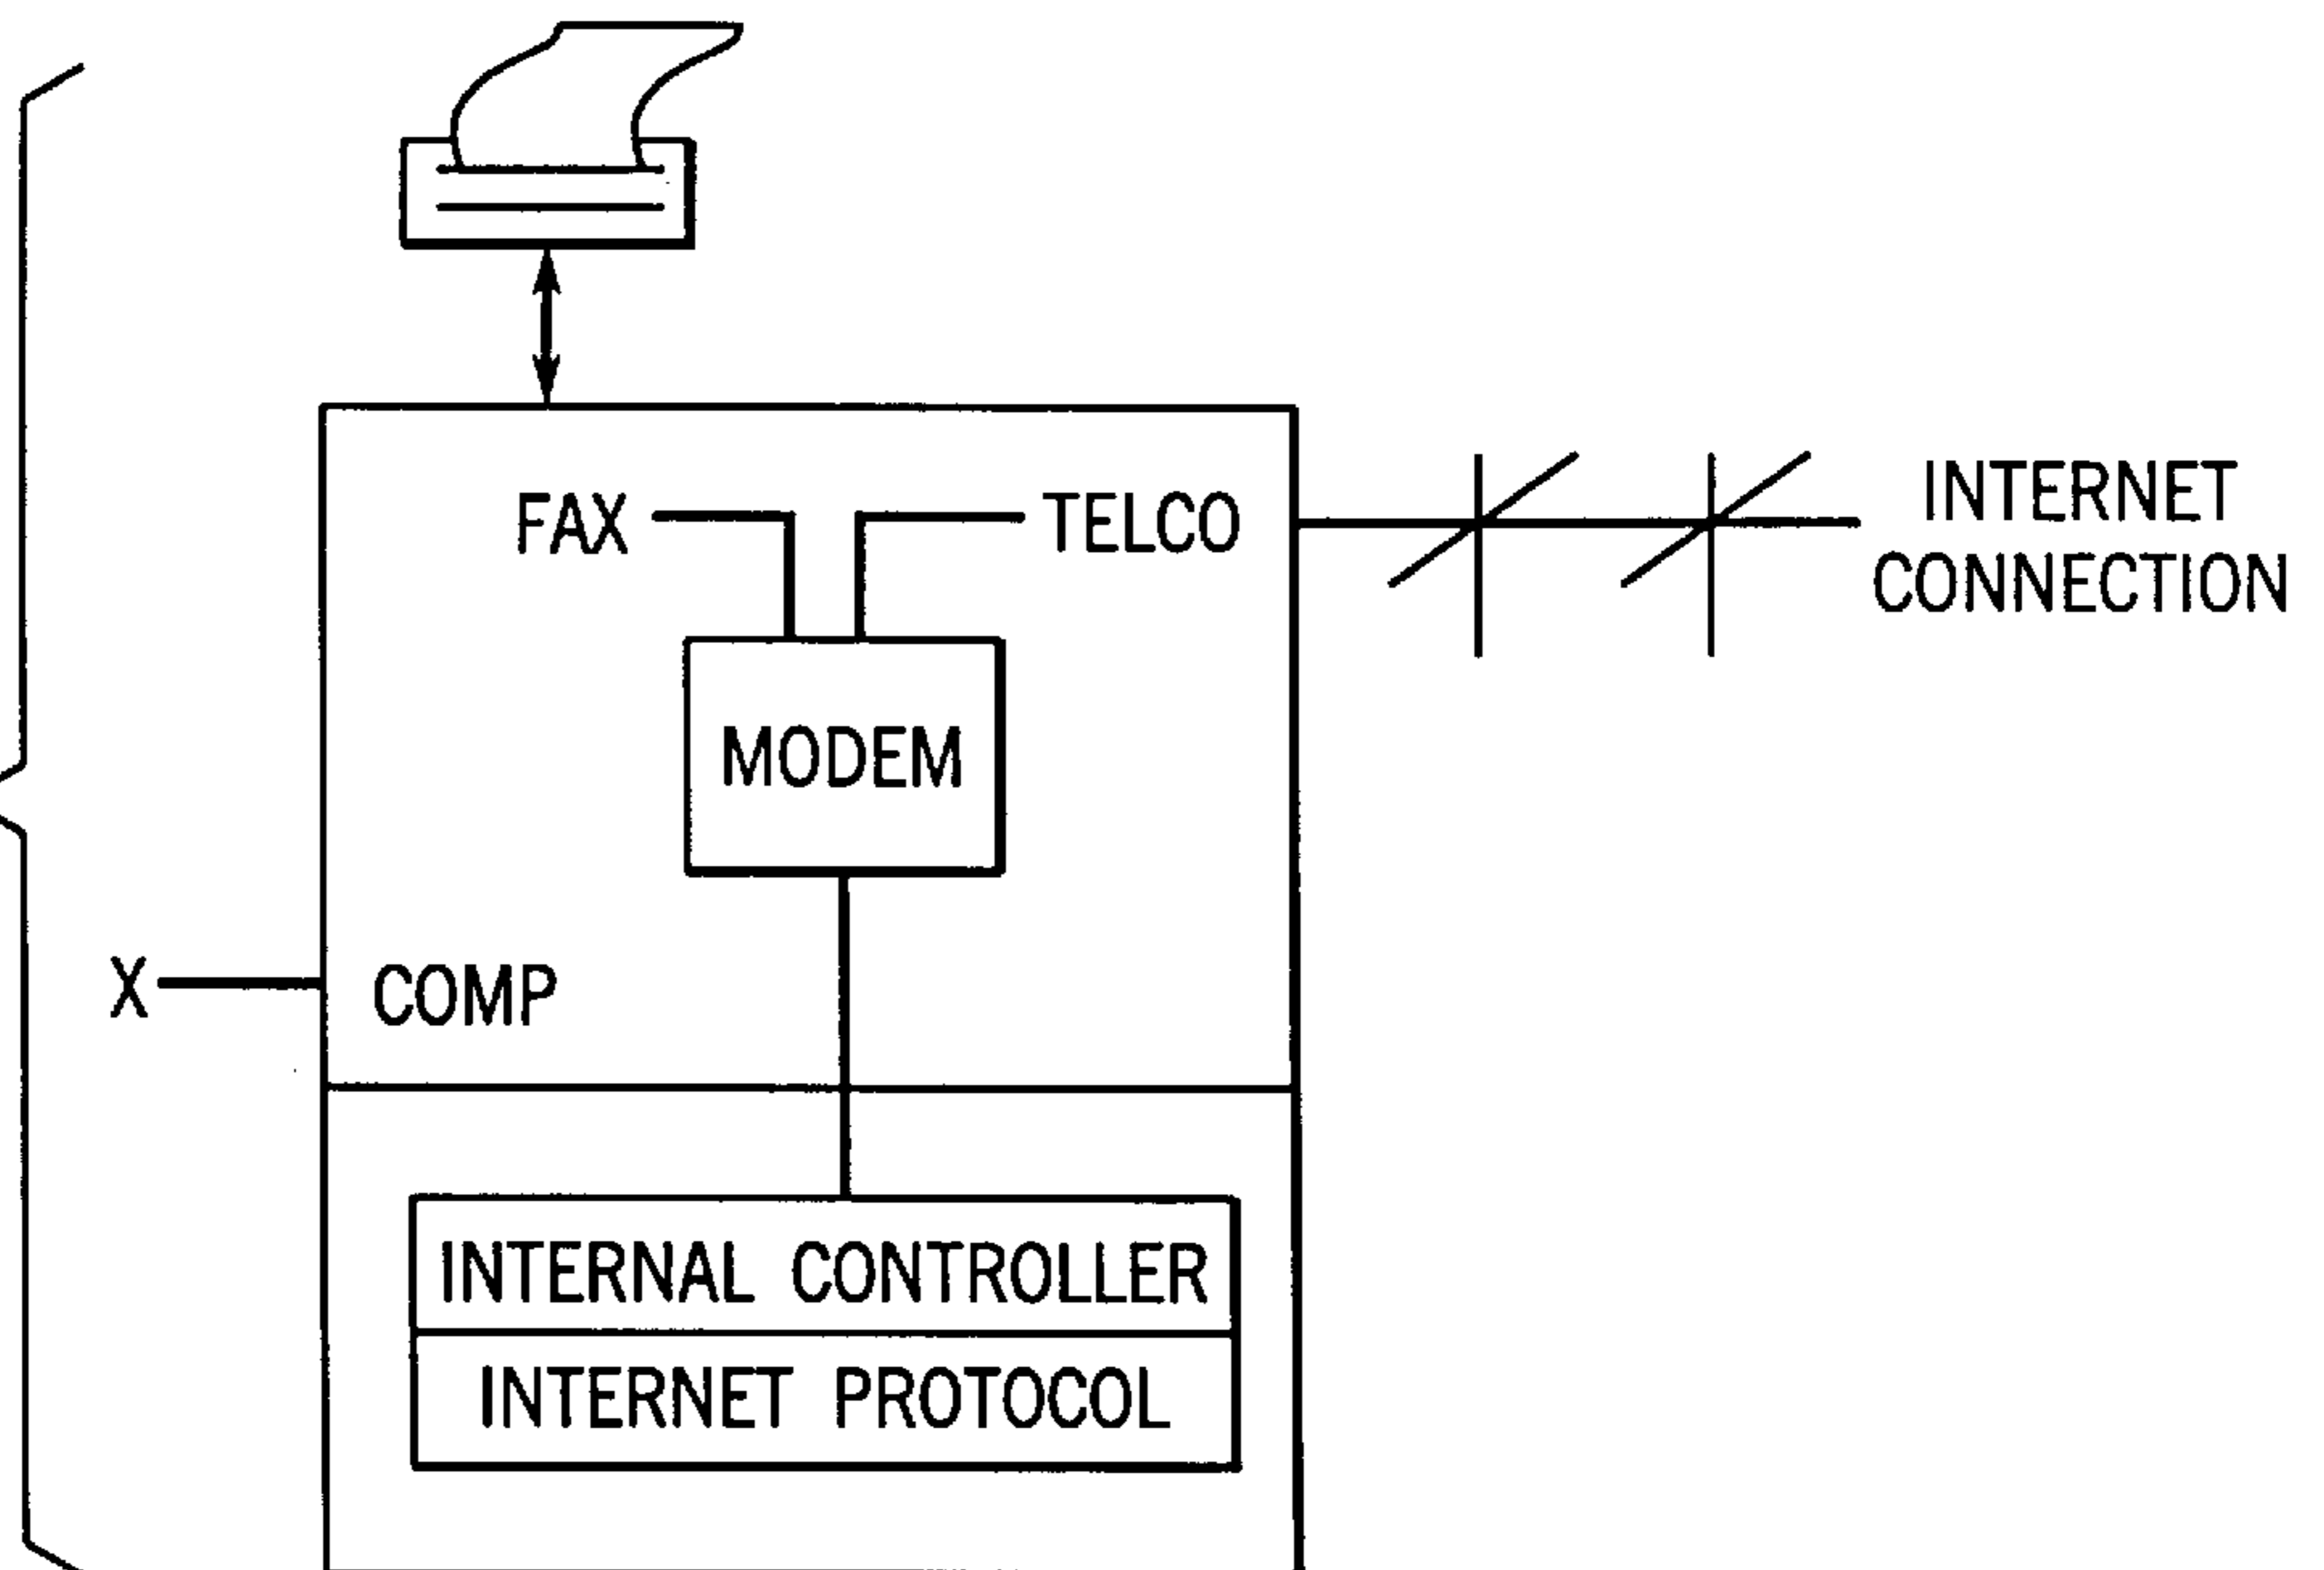 FAX
TELCO
INTERNET
CONNECTION
MODEM
X
COMP
INTERNAL CONTROLLER
INTERNET PROTOCOL